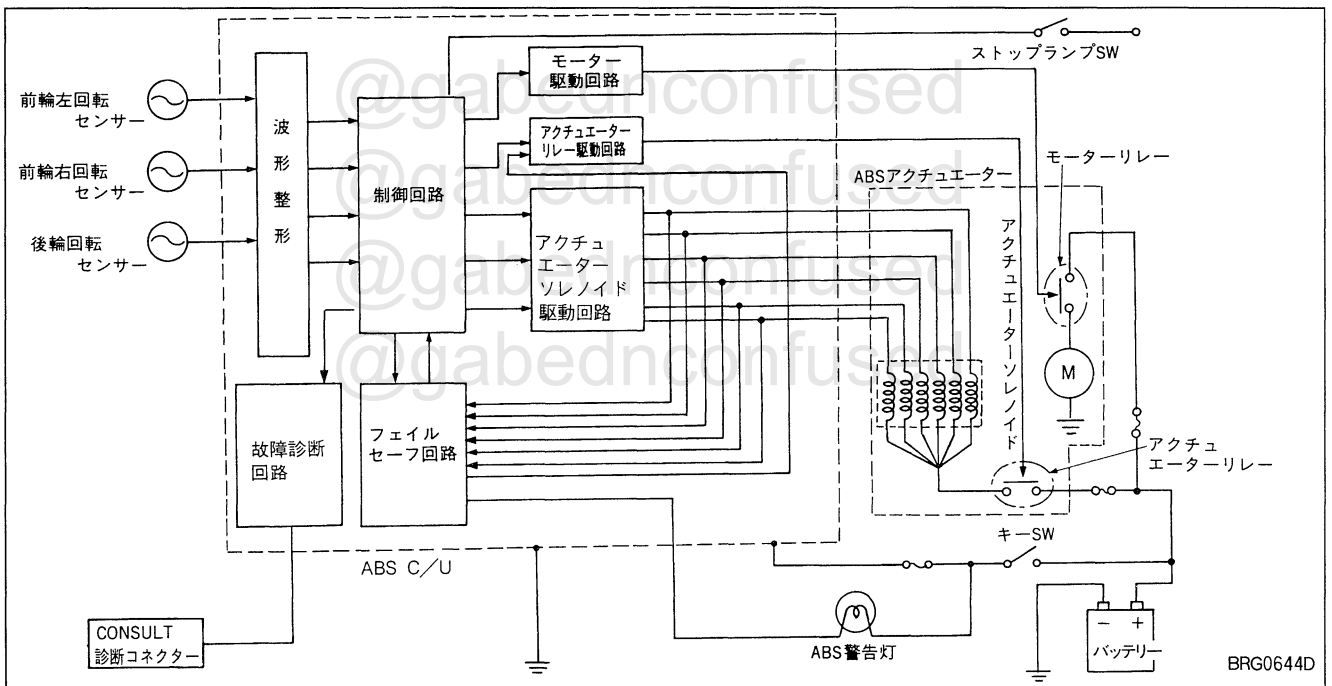 ストップランプSW
モーター
駆動回路
前輪左回転
センサー
@gabednconfused
波形整形
アクチュエーター
リレー駆動回路
モーターリレー
前輪右回転
センサー
制御回路
ABSアクチュエーター
後輪回転
センサー
アクチュ
エーター
ソレノイド
駆動回路
@gabednconfused
アクチュエーターソレノイド
@gabednconfused
M
故障診断
回路
フェイル
セーフ回路
アクチュ
エーターリレー
キーSW
ABS C/U
CONSULT
診断コネクター
ABS警告灯
− +
バッテリー
BRG0644D